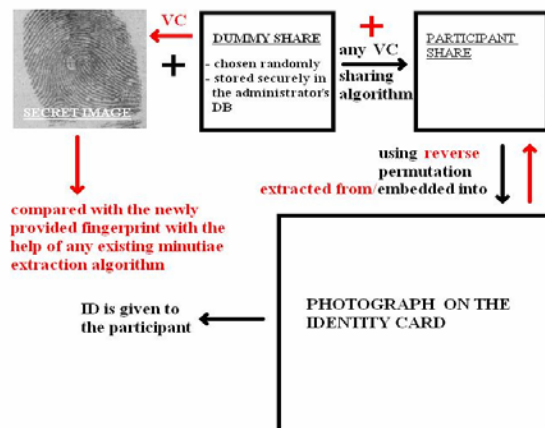 VC
+
SECRET IMAGE
DUMMY SHARE
- chosen randomly
- stored securely in
the administrator's
DB
+
any VC
sharing
algorithm
PARTICIPANT
SHARE
using reverse
permutation
extracted from/embedded into
compared with the newly
provided fingerprint with the
help of any existing minutiae
extraction algorithm
ID is given to
the participant
PHOTOGRAPH ON THE
IDENTITY CARD